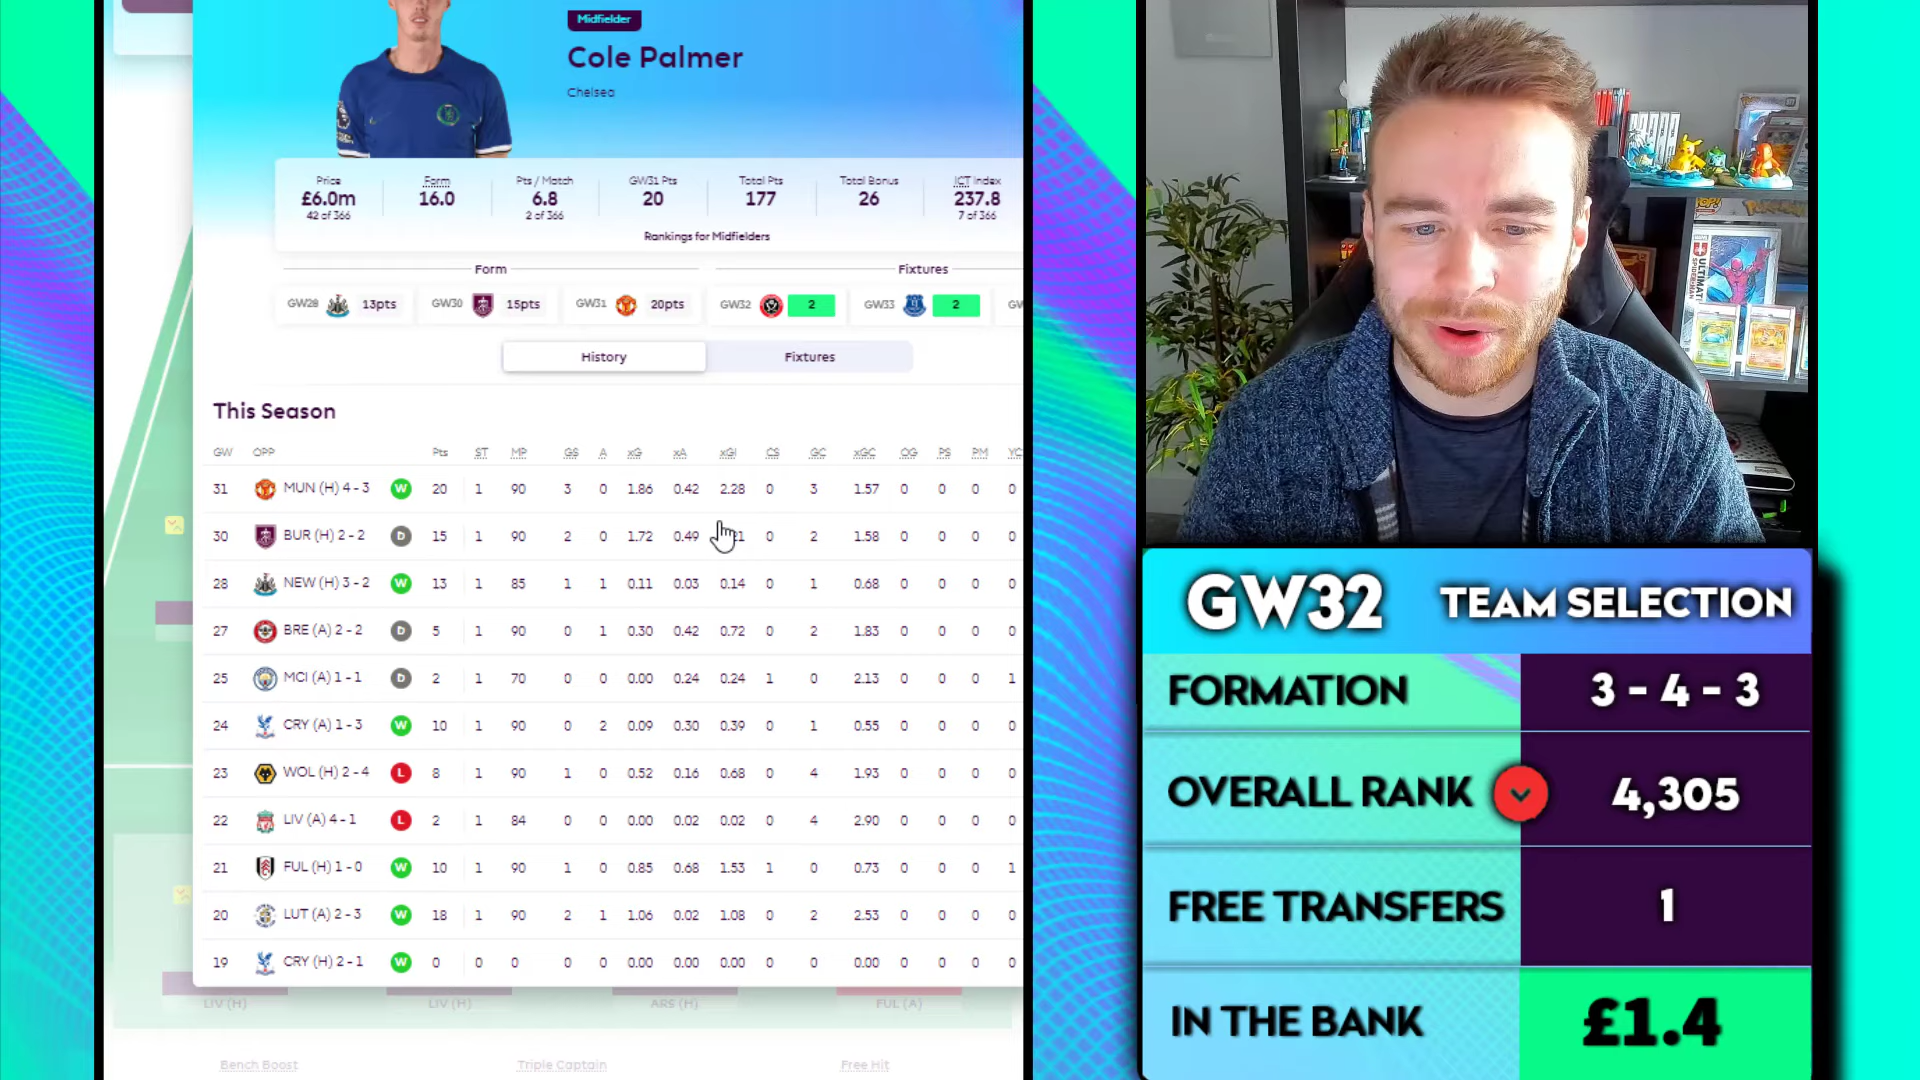 Midfielder
Cole Palmer
Chelsea
Price Form Pts / Match GW31 Pts Total Pts Total Bonus ICT Index
£6.0m 16.0 6.8 20 177 26 237.8
42 of 366 2 of 366 7 of 366
Rankings for Midfielders
Form Fixtures
GW28 13pts GW30 15pts GW31 20pts GW32 2 GW33 2
History Fixtures
This Season
GW OPP Pts ST MP GS A xG xA xGI CS GC xGC OG PS PM YC
31 MUN (H) 4 - 3 W 20 1 90 3 0 1.86 0.42 2.28 0 3 1.57 0 0 0 0
30 BUR (H) 2 - 2 D 15 1 90 2 0 1.72 0.49 0 2 1.58 0 0 0 0
28 NEW (H) 3 - 2 W 13 1 85 1 1 0.11 0.03 0.14 0 1 0.68 0 0 0 0
27 BRE (A) 2 - 2 D 5 1 90 0 1 0.30 0.42 0.72 0 2 1.83 0 0 0 0
25 MCI (A) 1 - 1 D 2 1 70 0 0 0.00 0.24 0.24 1 0 2.13 0 0 0 1
24 CRY (A) 1 - 3 W 10 1 90 0 2 0.09 0.30 0.39 0 1 0.55 0 0 0 0
23 WOL (H) 2 - 4 L 8 1 90 1 0 0.52 0.16 0.68 0 4 1.93 0 0 0 0
22 LIV (A) 4 - 1 L 2 1 84 0 0 0.00 0.02 0.02 0 4 2.90 0 0 0 0
21 FUL (H) 1 - 0 W 10 1 90 1 0 0.85 0.68 1.53 1 0 0.73 0 0 0 1
20 LUT (A) 2 - 3 W 18 1 90 2 1 1.06 0.02 1.08 0 2 2.53 0 0 0 0
19 CRY (H) 2 - 1 W 0 0 0 0 0 0.00 0.00 0.00 0 0 0.00 0 0 0 0
LIV (H) LIV (H) ARS (H) FUL (A)
Bench Boost Triple Captain Free Hit
ULTIMATE
SPIDER-MAN
GW32 TEAM SELECTION
FORMATION 3 - 4 - 3
OVERALL RANK 4,305
FREE TRANSFERS 1
IN THE BANK £1.4